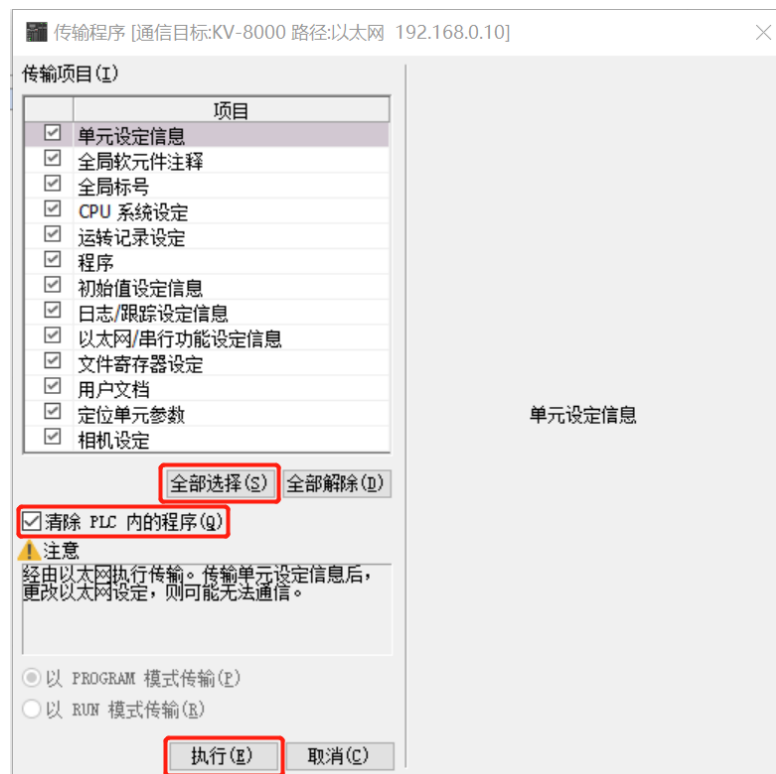 传输程序 [通信目标:KV-8000 路径:以太网 192.168.0.10]
传输项目(I)
项目
单元设定信息
全局软元件注释
全局标号
CPU 系统设定
运转记录设定
程序
初始值设定信息
日志/跟踪设定信息
以太网/串行功能设定信息
文件寄存器设定
用户文档
定位单元参数
相机设定
单元设定信息
全部选择(S) 全部解除(D)
清除 PLC 内的程序(Q)
注意
经由以太网执行传输。传输单元设定信息后，
更改以太网设定，则可能无法通信。
以 PROGRAM 模式传输(P)
以 RUN 模式传输(R)
执行(E) 取消(C)